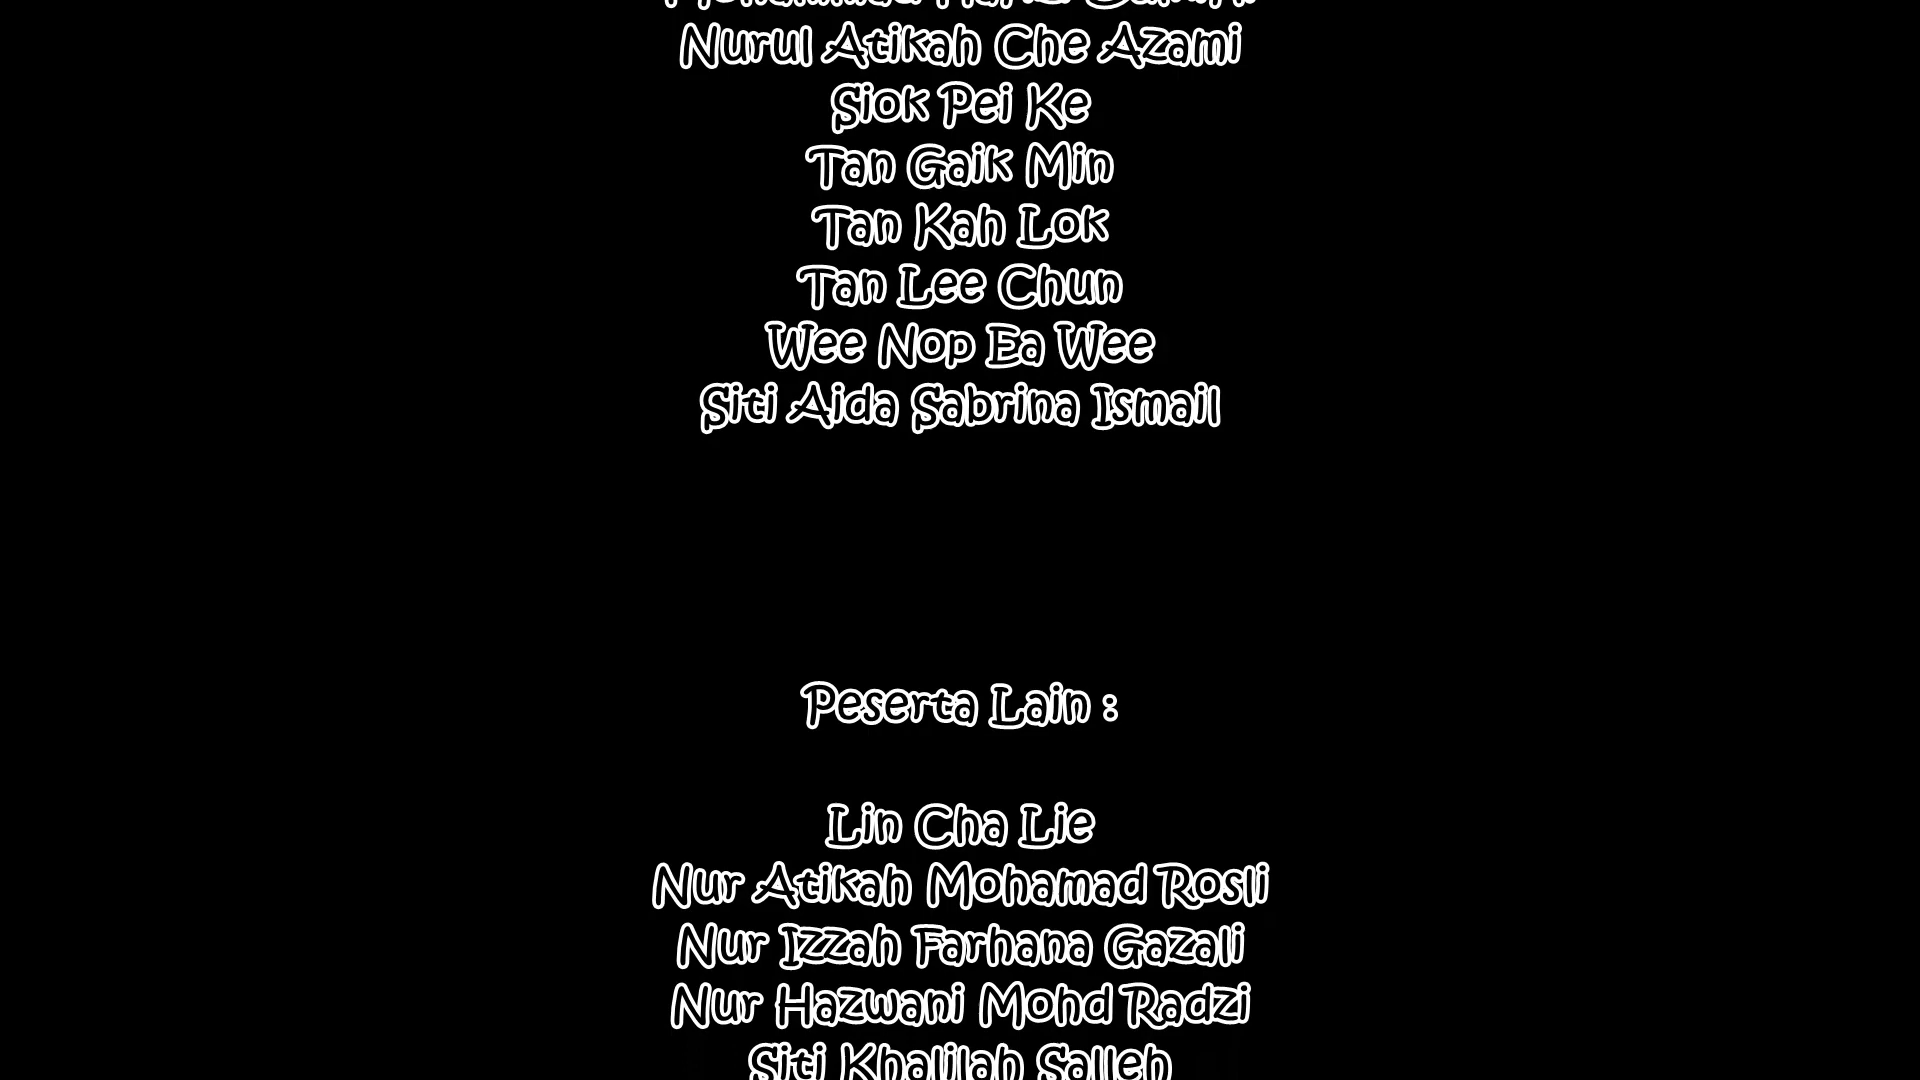 Nurul Atikah Che Azami
Siok Pei Ke
Tan Gaik Min
Tan Kah Lok
Tan Lee Chun
Wee Nop Ea Wee
Siti Aida Sabrina Ismail
Peserta Lain :
Lin Cha Lie
Nur Atikah Mohamad Rosli
Nur Izzah Farhana Gazali
Nur Hazwani Mohd Radzi
Siti Khalilah Salleh